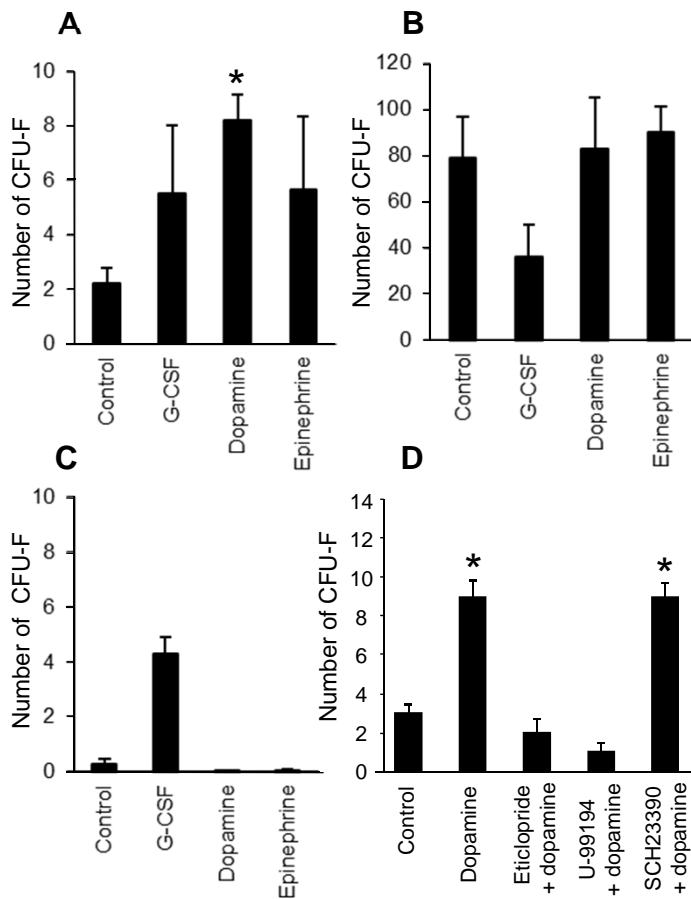 A
Number of CFU-F
10
8
6
4
2
0
*
Control
G-CSF
Dopamine
Epinephrine
B
Number of CFU-F
120
100
80
60
40
20
0
Control
G-CSF
Dopamine
Epinephrine
C
Number of CFU-F
10
8
6
4
2
0
Control
G-CSF
Dopamine
Epinephrine
D
Number of CFU-F
14
12
10
8
6
4
2
0
*
*
Control
Dopamine
Eticlopride
+ dopamine
U-99194
+ dopamine
SCH23390
+ dopamine